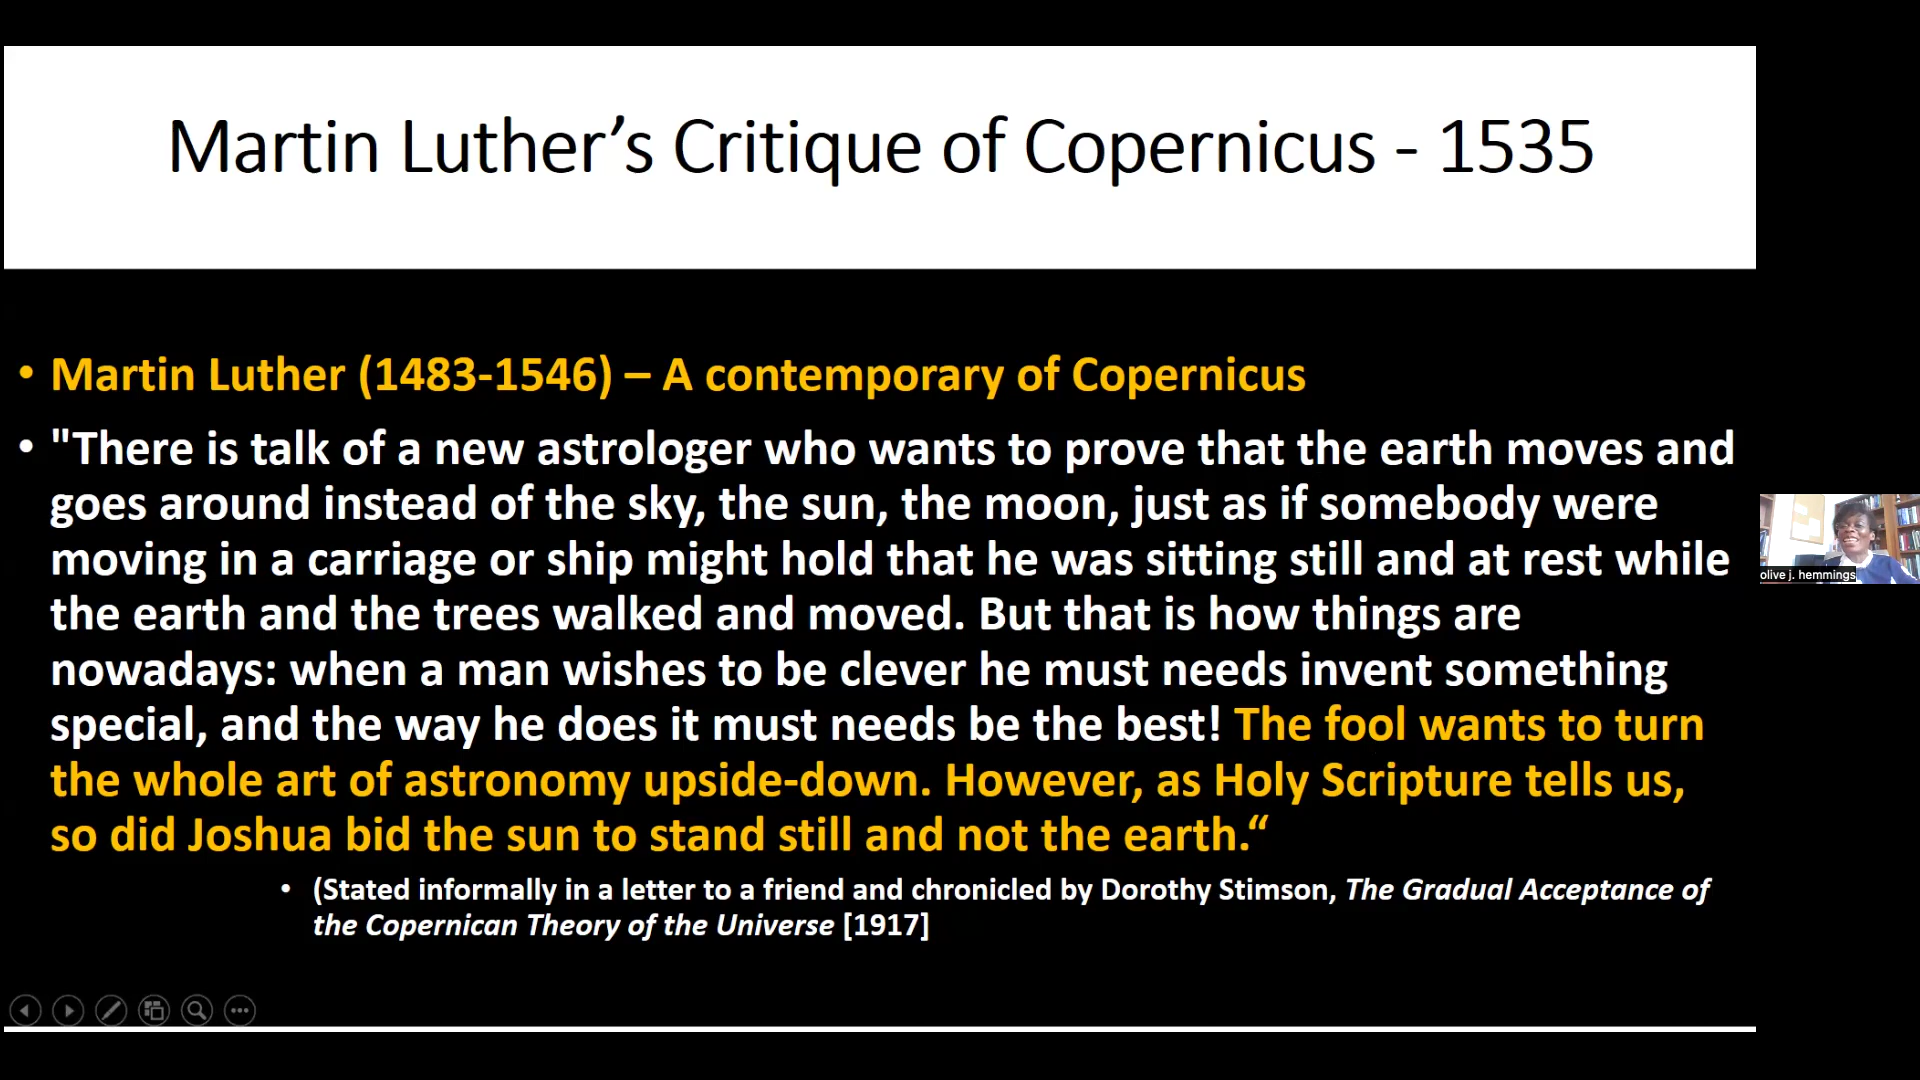 Martin Luther’s Critique of Copernicus - 1535
• Martin Luther (1483-1546) – A contemporary of Copernicus
• "There is talk of a new astrologer who wants to prove that the earth moves and
goes around instead of the sky, the sun, the moon, just as if somebody were
moving in a carriage or ship might hold that he was sitting still and at rest while
the earth and the trees walked and moved. But that is how things are
nowadays: when a man wishes to be clever he must needs invent something
special, and the way he does it must needs be the best! The fool wants to turn
the whole art of astronomy upside-down. However, as Holy Scripture tells us,
so did Joshua bid the sun to stand still and not the earth.“
• (Stated informally in a letter to a friend and chronicled by Dorothy Stimson, The Gradual Acceptance of
the Copernican Theory of the Universe [1917]
olive j. hemmings